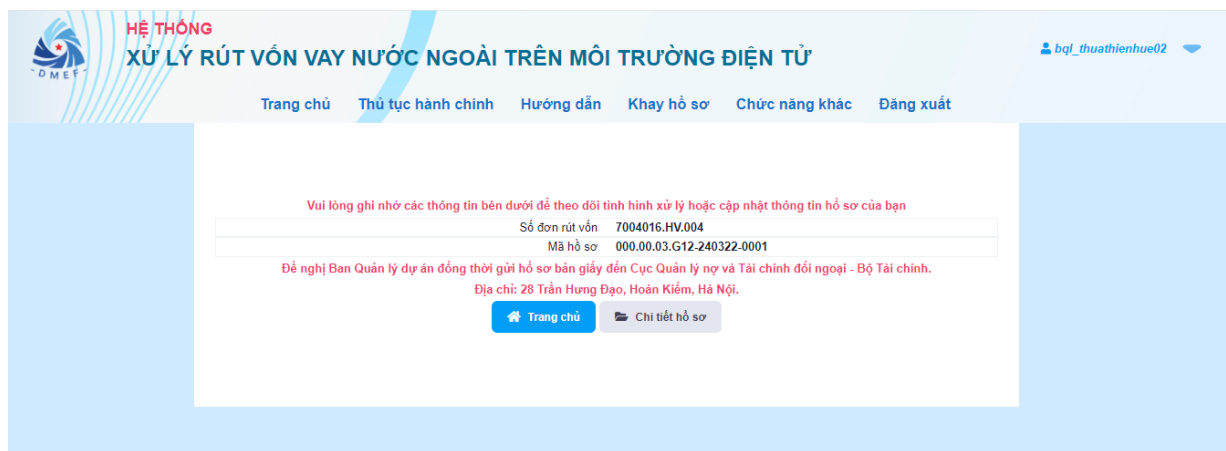 HỆ THỐNG
XỬ LÝ RÚT VỐN VAY NƯỚC NGOÀI TRÊN MÔI TRƯỜNG ĐIỆN TỬ
DMEF
bql_thuathienhue02
Trang chủ Thủ tục hành chính Hướng dẫn Khay hồ sơ Chức năng khác Đăng xuất
Vui lòng ghi nhớ các thông tin bên dưới để theo dõi tình hình xử lý hoặc cập nhật thông tin hồ sơ của bạn
Số đơn rút vốn 7004016.HV.004
Mã hồ sơ 000.00.03.G12-240322-0001
Đề nghị Ban Quản lý dự án đồng thời gửi hồ sơ bản giấy đến Cục Quản lý nợ và Tài chính đối ngoại - Bộ Tài chính.
Địa chỉ: 28 Trần Hưng Đạo, Hoàn Kiếm, Hà Nội.
Trang chủ Chi tiết hồ sơ